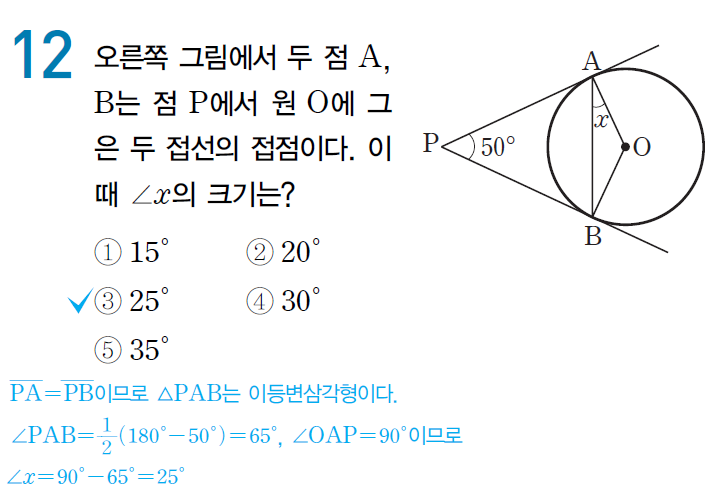 12 오른쪽 그림에서 두 점 A,
B는 점 P에서 원 O에 그
은 두 접선의 접점이다. 이
때 ∠x의 크기는?
① 15° ② 20°
③ 25° ④ 30°
⑤ 35°
A
P 50° x O
B
PA=PB이므로 △PAB는 이등변삼각형이다.
∠PAB=1/2(180°-50°)=65°, ∠OAP=90°이므로
∠x=90°-65°=25°